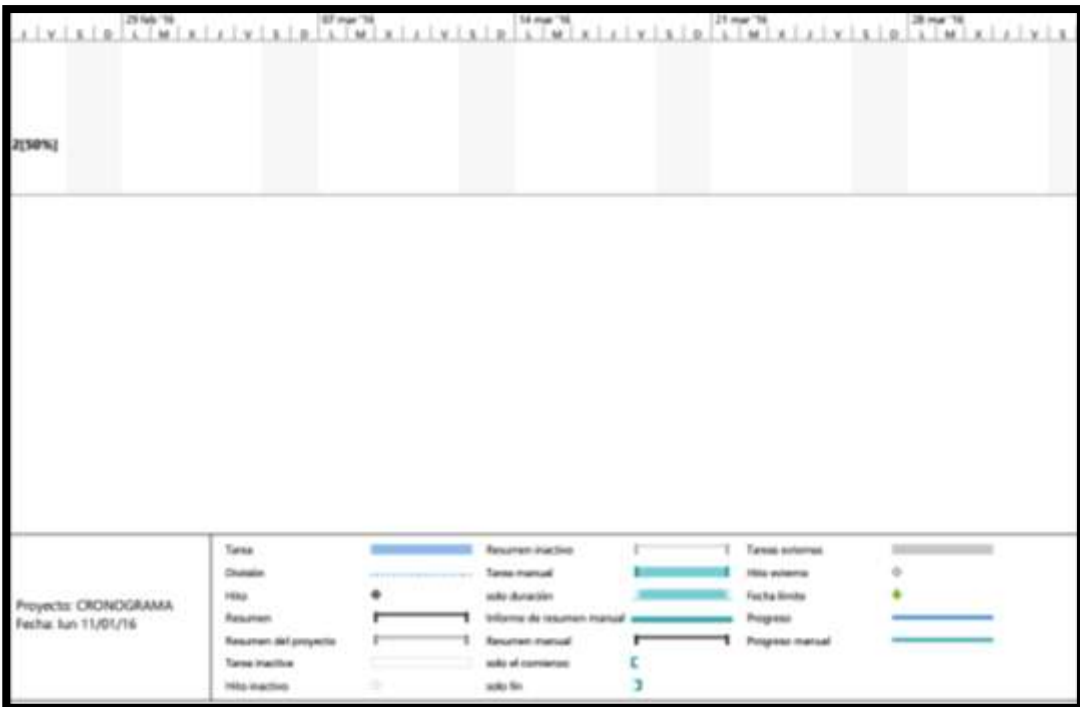 29 feb '16 07 mar '16 14 mar '16 21 mar '16 28 mar '16
J V S D L M X J V S D L M X J V S D L M X J V S D L M X J V S D L M X J V S
2[50%]
Proyecto: CRONOGRAMA
Fecha: lun 11/01/16
Tarea
División
Hito
Resumen
Resumen del proyecto
Tarea inactiva
Hito inactivo
Resumen inactivo
Tarea manual
solo duración
Informe de resumen manual
Resumen manual
solo el comienzo
solo fin
Tareas externas
Hito externo
Fecha límite
Progreso
Progreso manual